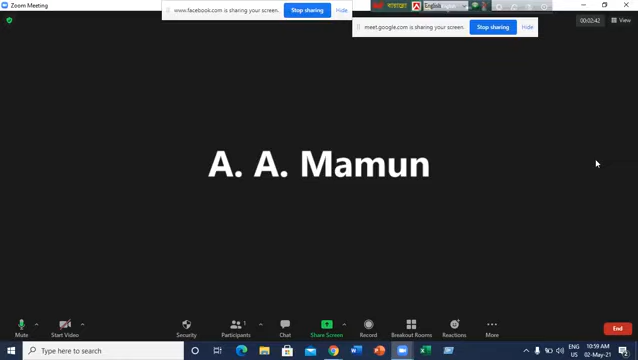 Zoom Meeting
www.facebook.com is sharing your screen.
Stop sharing
Hide
meet.google.com is sharing your screen.
Stop sharing
Hide
English
00:02:42
View
A. A. Mamun
Mute
Start Video
Security
Participants
1
Chat
Share Screen
Record
Breakout Rooms
Reactions
More
End
Type here to search
ENG
US
10:59 AM
02-May-21